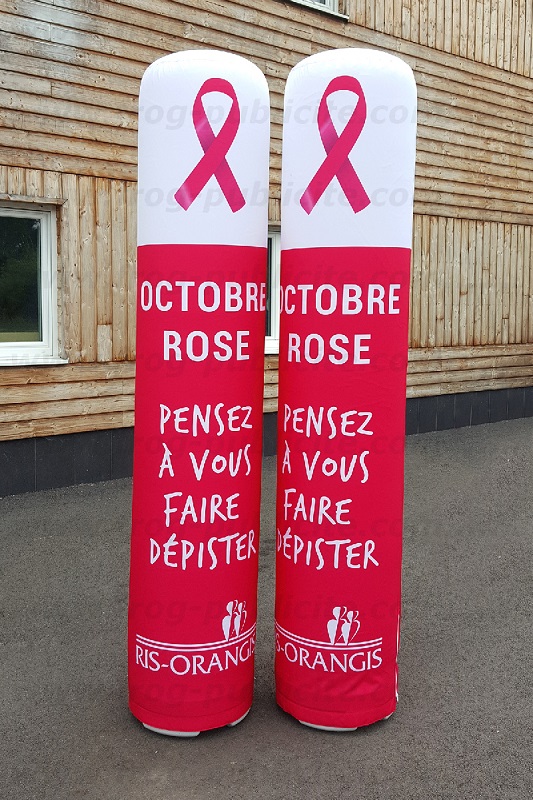 OCTOBRE
ROSE
PENSEZ
À VOUS
FAIRE
DÉPISTER
RIS-ORANGIS
OCTOBRE
ROSE
PENSEZ
À VOUS
FAIRE
DÉPISTER
S-ORANGIS